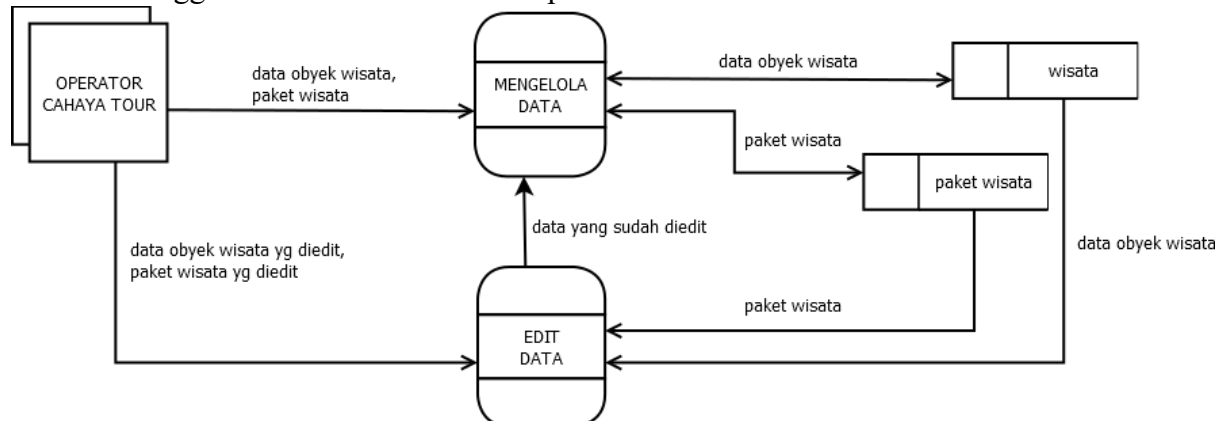 OPERATOR
CAHAYA TOUR
data obyek wisata,
paket wisata
MENGELOLA
DATA
data obyek wisata
wisata
paket wisata
paket wisata
data yang sudah diedit
data obyek wisata
data obyek wisata yg diedit,
paket wisata yg diedit
paket wisata
EDIT
DATA